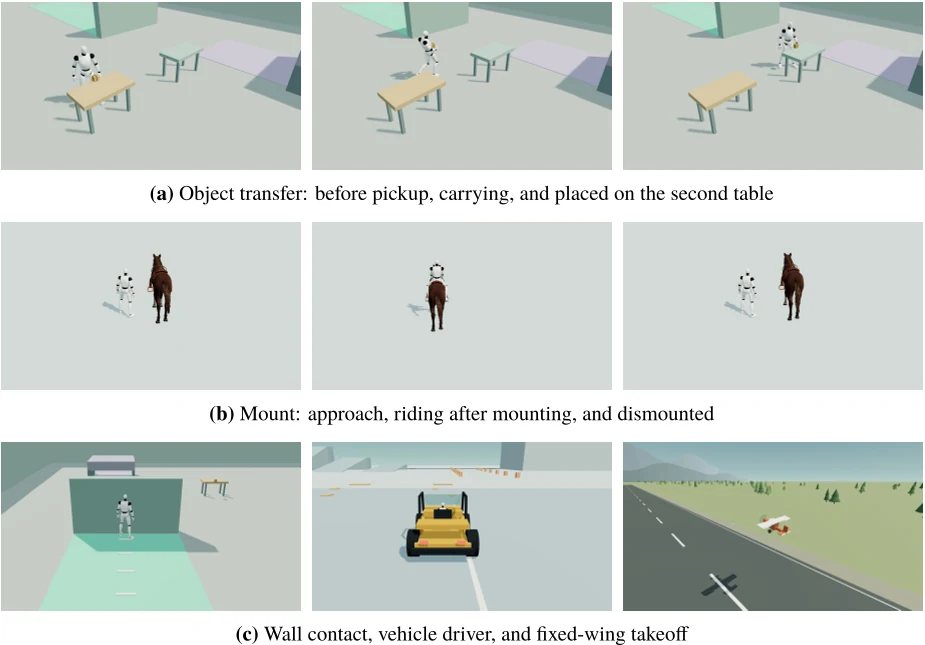 (a) Object transfer: before pickup, carrying, and placed on the second table
(b) Mount: approach, riding after mounting, and dismounted
(c) Wall contact, vehicle driver, and fixed-wing takeoff